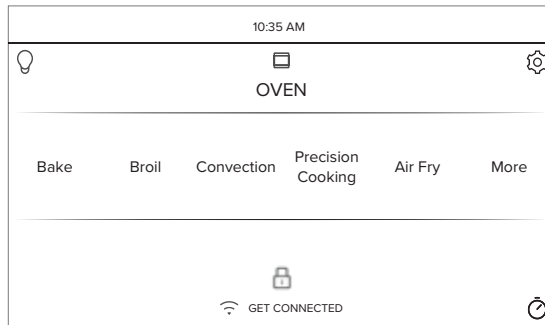 10:35 AM
OVEN
Bake Broil Convection Precision Cooking Air Fry More
GET CONNECTED